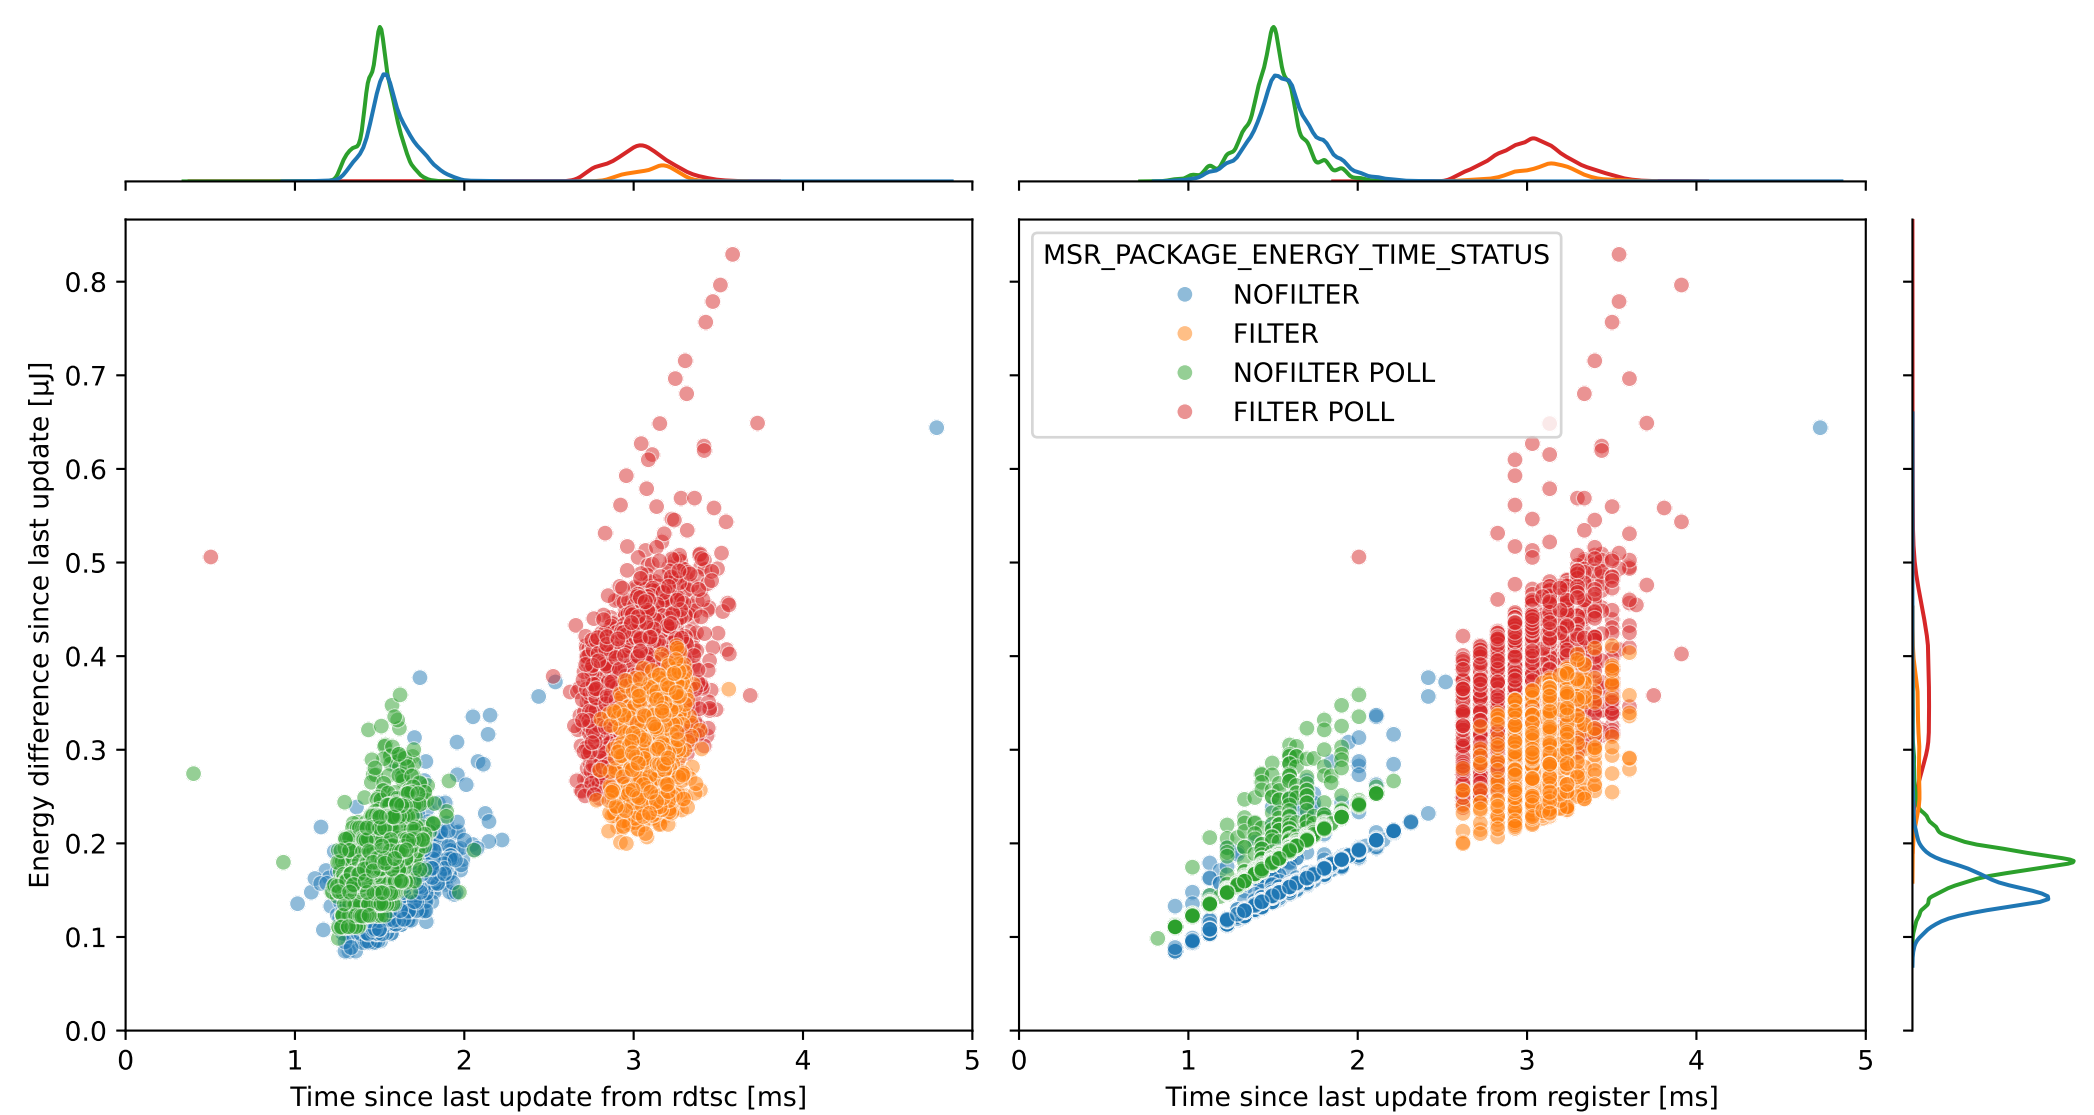 MSR_PACKAGE_ENERGY_TIME_STATUS
NOFILTER
FILTER
NOFILTER POLL
FILTER POLL
Energy difference since last update [µJ]
0.8
0.7
0.6
0.5
0.4
0.3
0.2
0.1
0.0
0 1 2 3 4 5
0 1 2 3 4 5
Time since last update from rdtsc [ms]
Time since last update from register [ms]